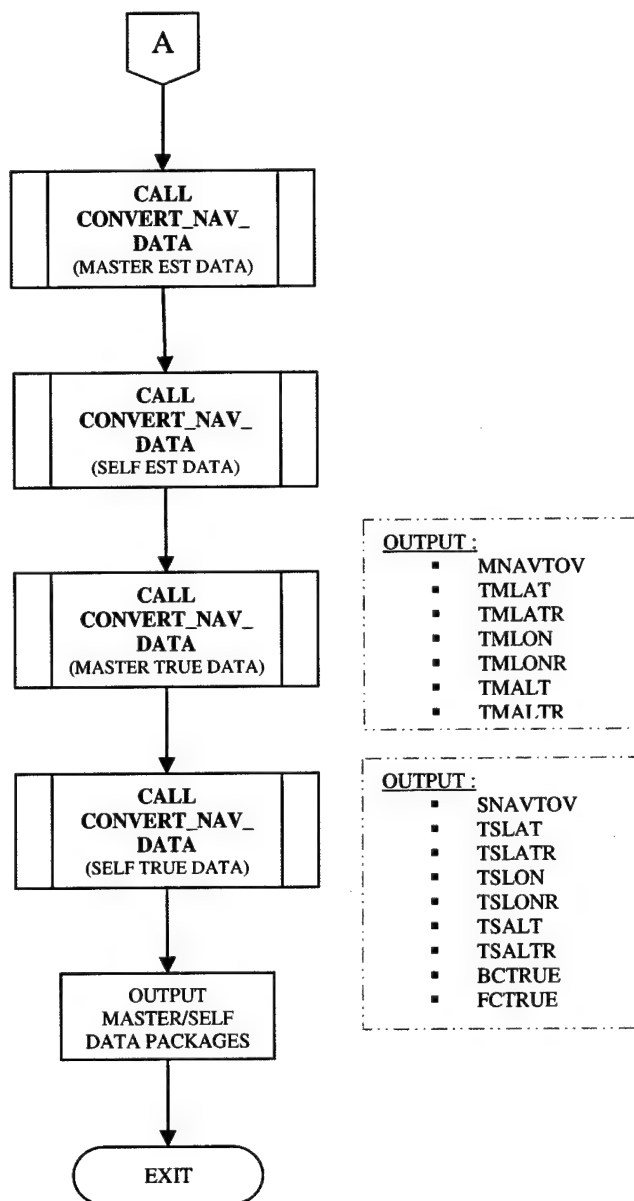 A
CALL
CONVERT_NAV_
DATA
(MASTER EST DATA)
CALL
CONVERT_NAV_
DATA
(SELF EST DATA)
CALL
CONVERT_NAV_
DATA
(MASTER TRUE DATA)
OUTPUT :
▪ MNAVTOV
▪ TMLAT
▪ TMLATR
▪ TMLON
▪ TMLONR
▪ TMALT
▪ TMALTR
CALL
CONVERT_NAV_
DATA
(SELF TRUE DATA)
OUTPUT :
▪ SNAVTOV
▪ TSLAT
▪ TSLATR
▪ TSLON
▪ TSLONR
▪ TSALT
▪ TSALTR
▪ BCTRUE
▪ FCTRUE
OUTPUT
MASTER/SELF
DATA PACKAGES
EXIT